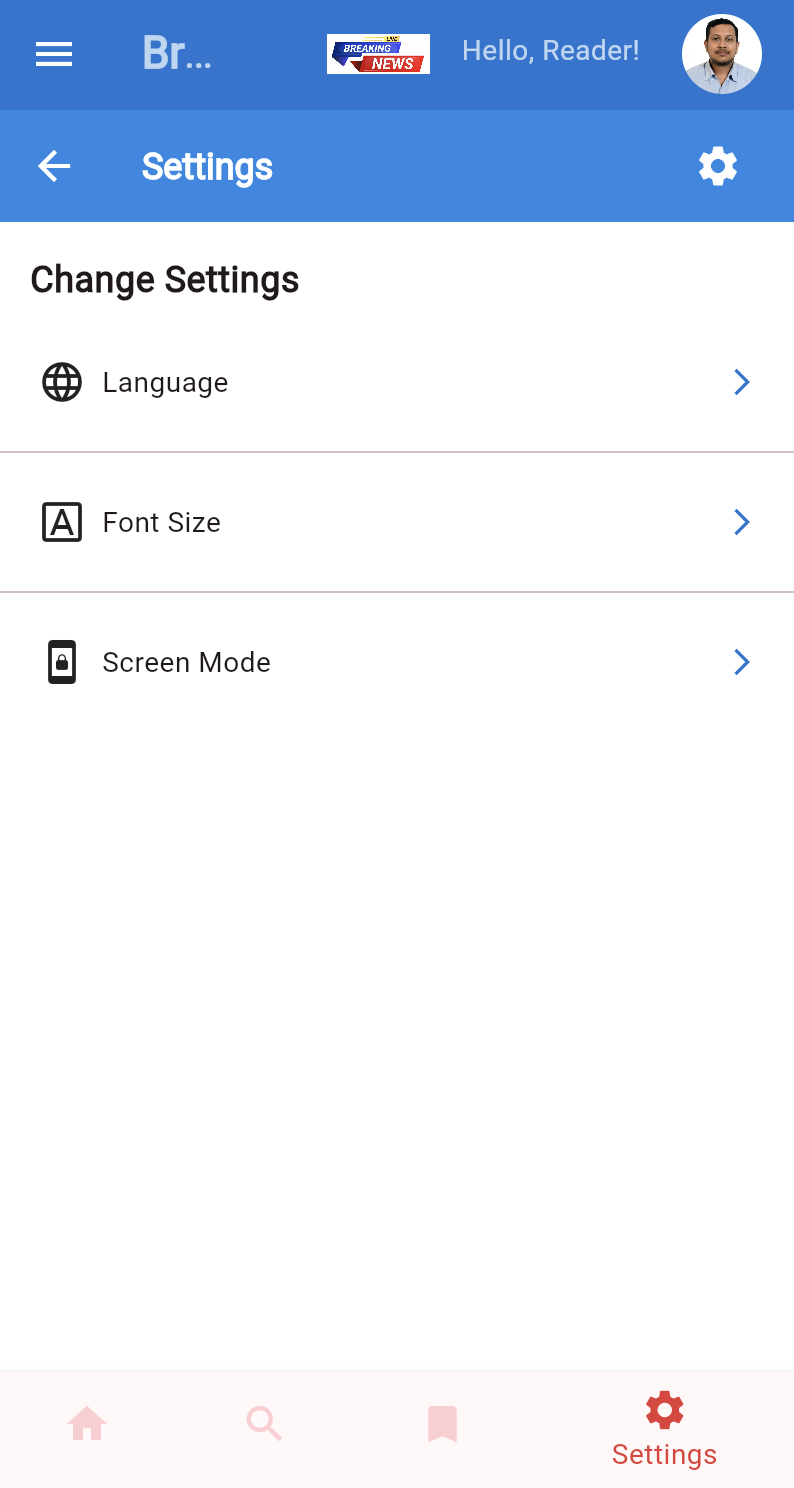 Br...
LIVE
BREAKING
NEWS
Hello, Reader!
Settings
Change Settings
Language
A
Font Size
Screen Mode
Settings